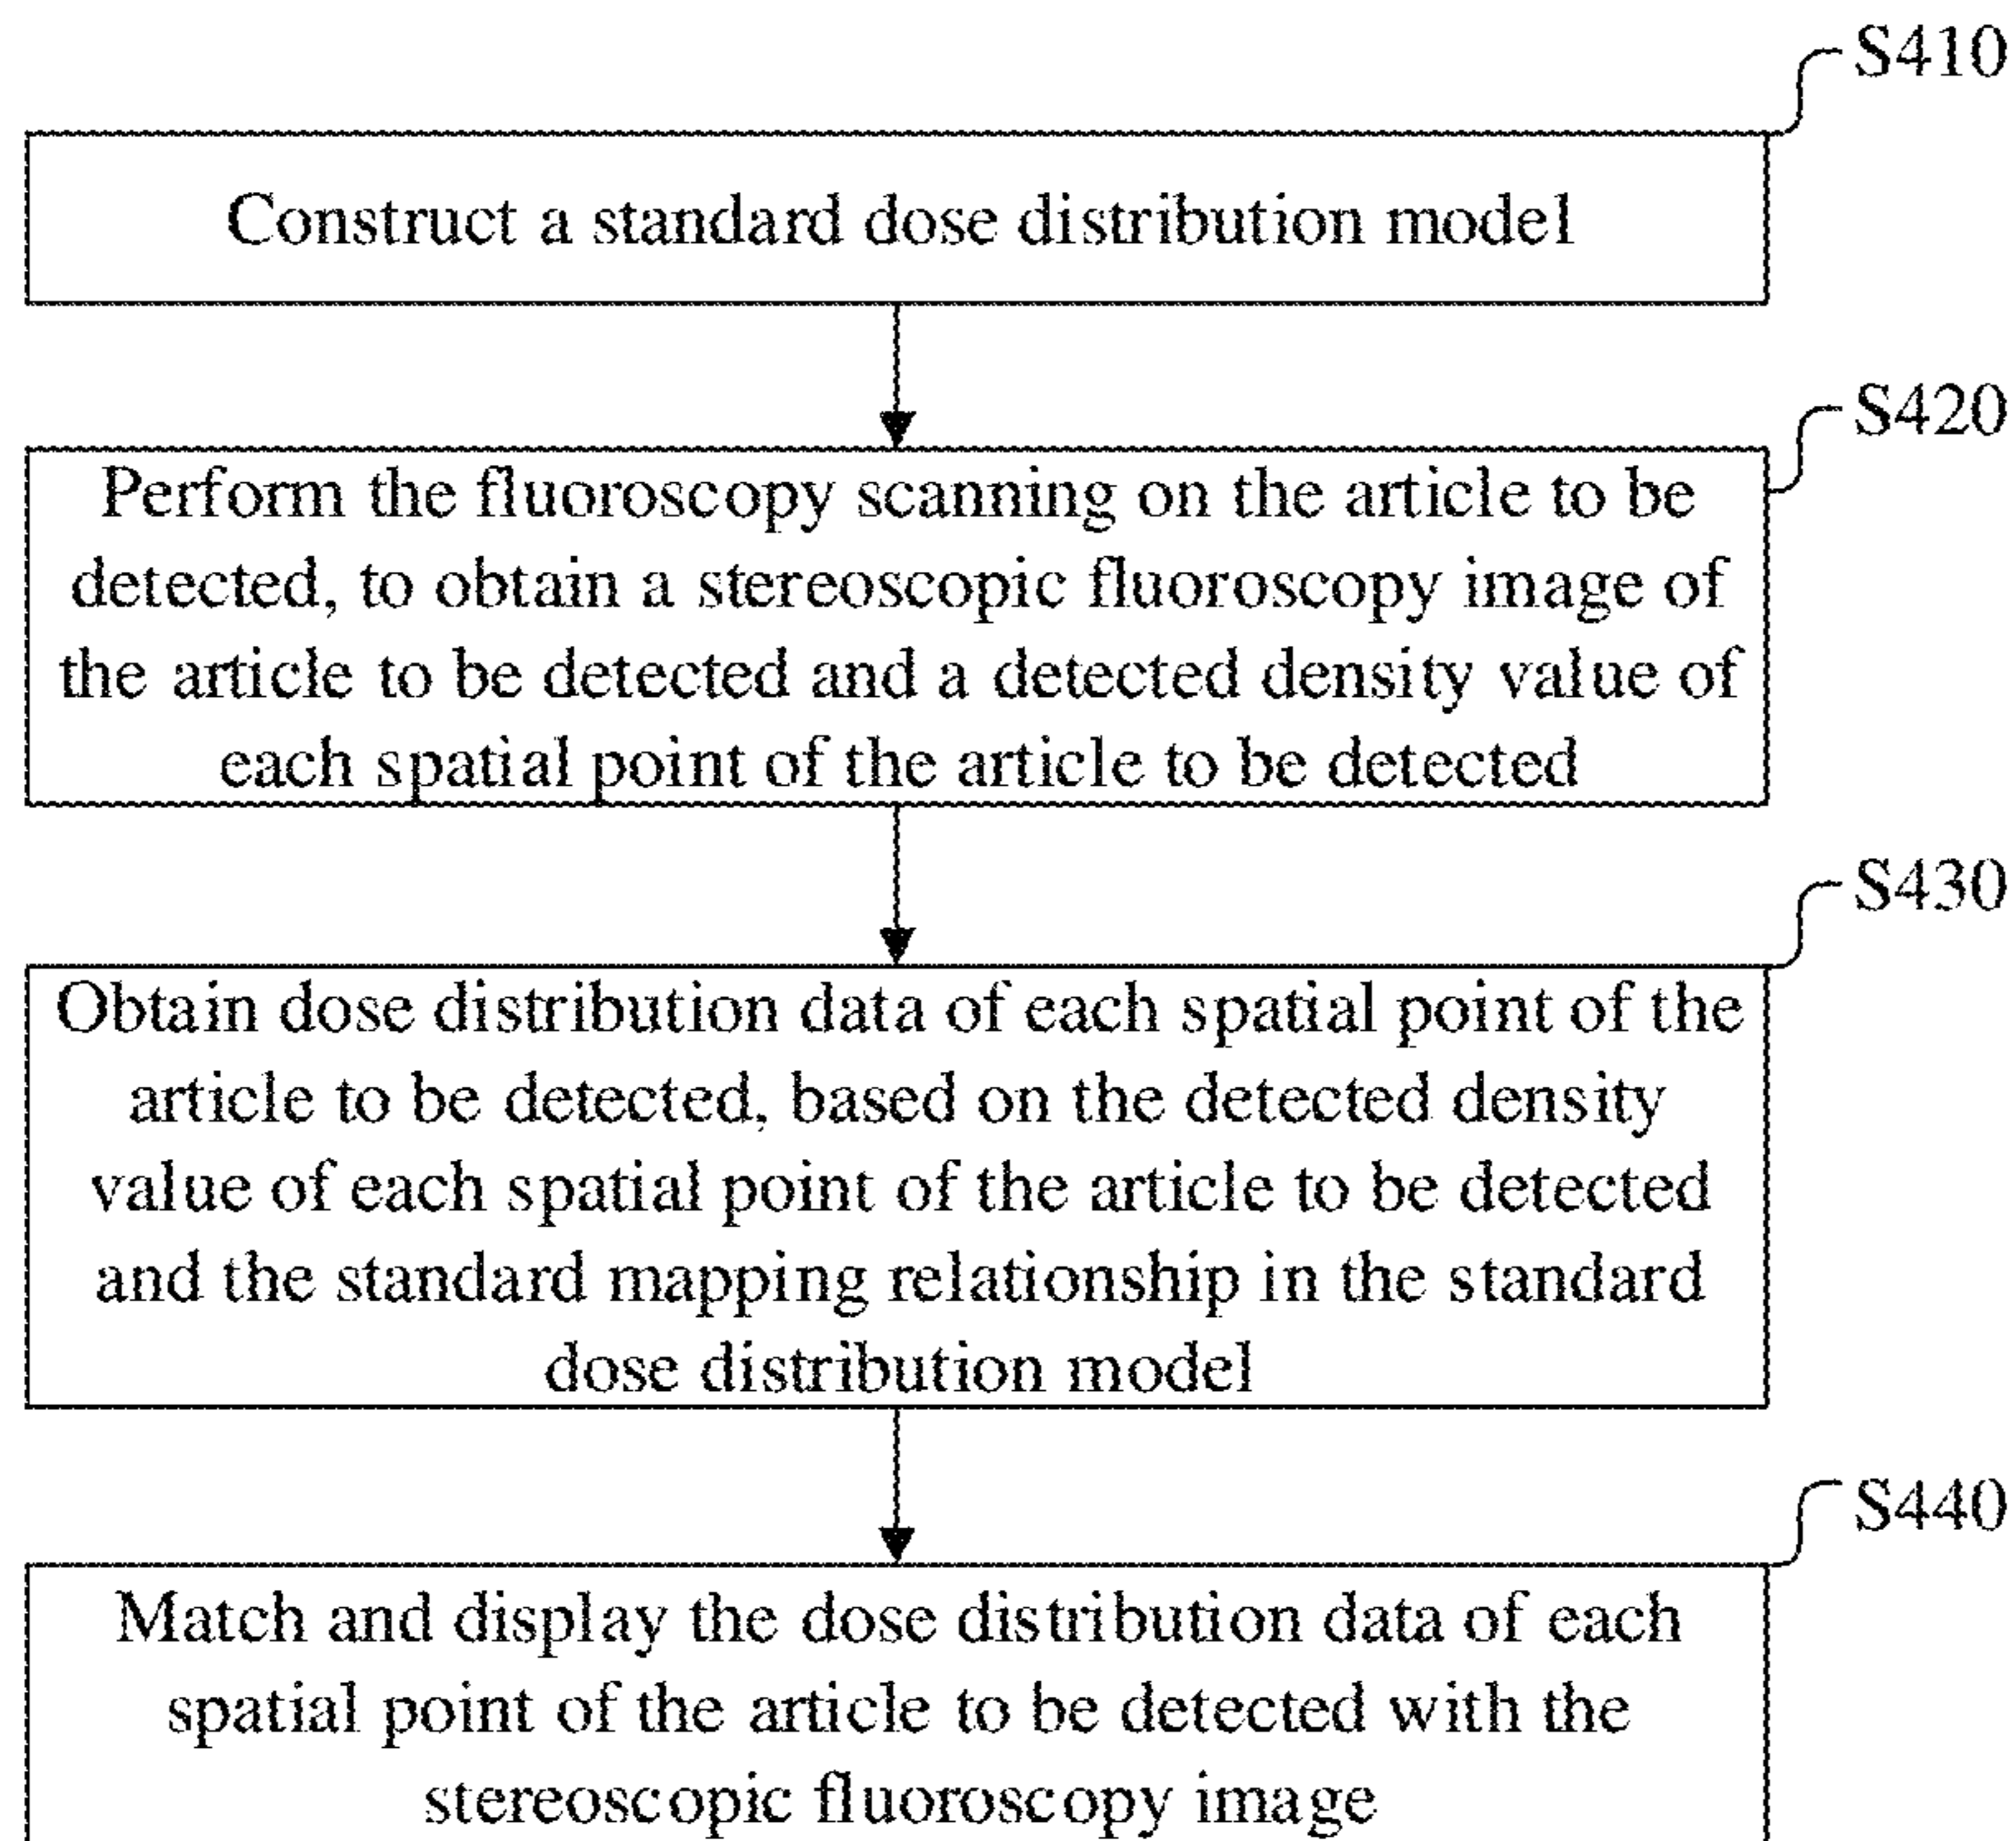 S410
Construct a standard dose distribution model
S420
Perform the fluoroscopy scanning on the article to be
detected, to obtain a stereoscopic fluoroscopy image of
the article to be detected and a detected density value of
each spatial point of the article to be detected
S430
Obtain dose distribution data of each spatial point of the
article to be detected, based on the detected density
value of each spatial point of the article to be detected
and the standard mapping relationship in the standard
dose distribution model
S440
Match and display the dose distribution data of each
spatial point of the article to be detected with the
stereoscopic fluoroscopy image